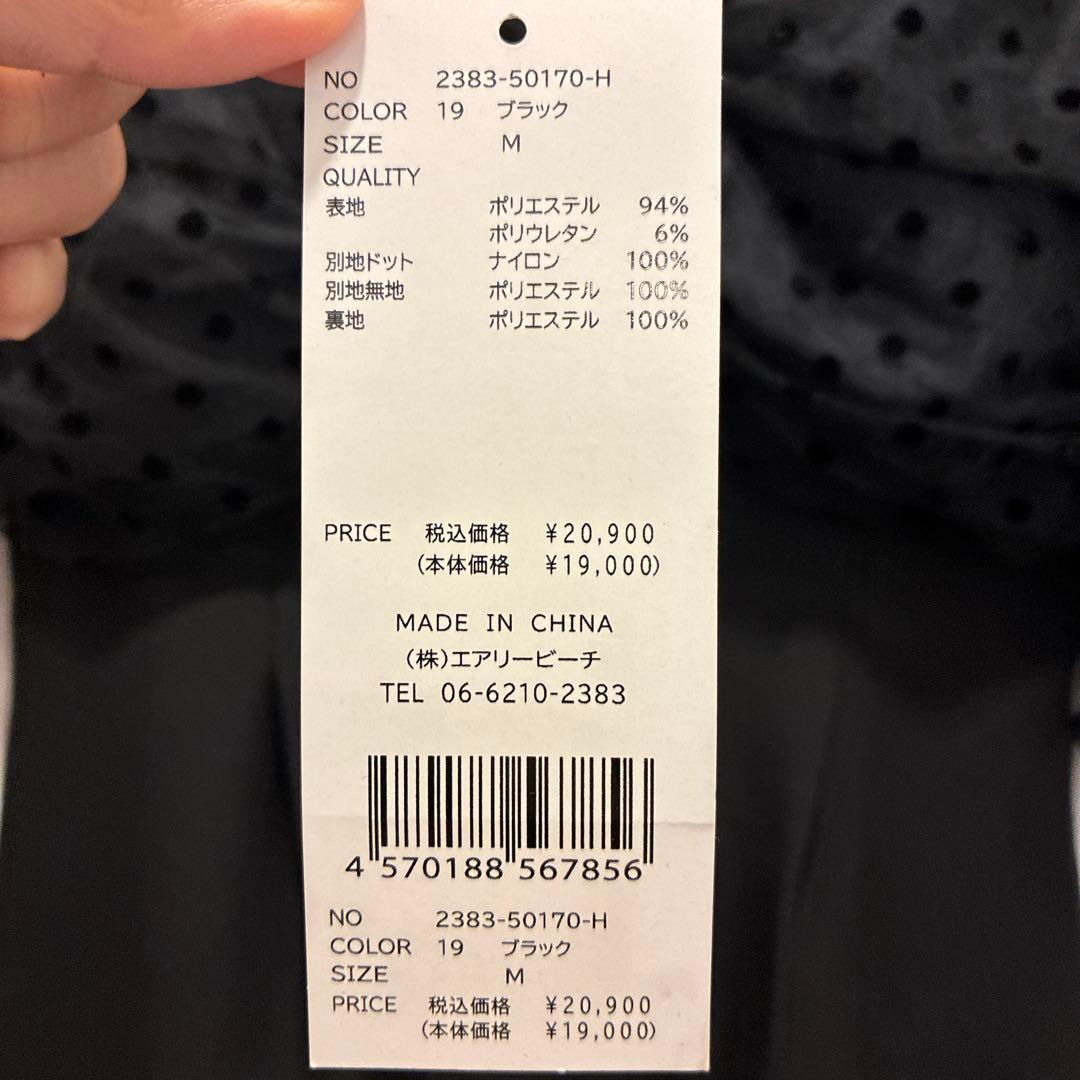 NO 2383-50170-H
COLOR 19 ブラック
SIZE M
QUALITY
表地 ポリエステル 94%
ポリウレタン 6%
別地ドット ナイロン 100%
別地無地 ポリエステル 100%
裏地 ポリエステル 100%
PRICE 税込価格 ¥20,900
(本体価格 ¥19,000)
MADE IN CHINA
(株)エアリービーチ
TEL 06-6210-2383
4 570188 567856
NO 2383-50170-H
COLOR 19 ブラック
SIZE M
PRICE 税込価格 ¥20,900
(本体価格 ¥19,000)